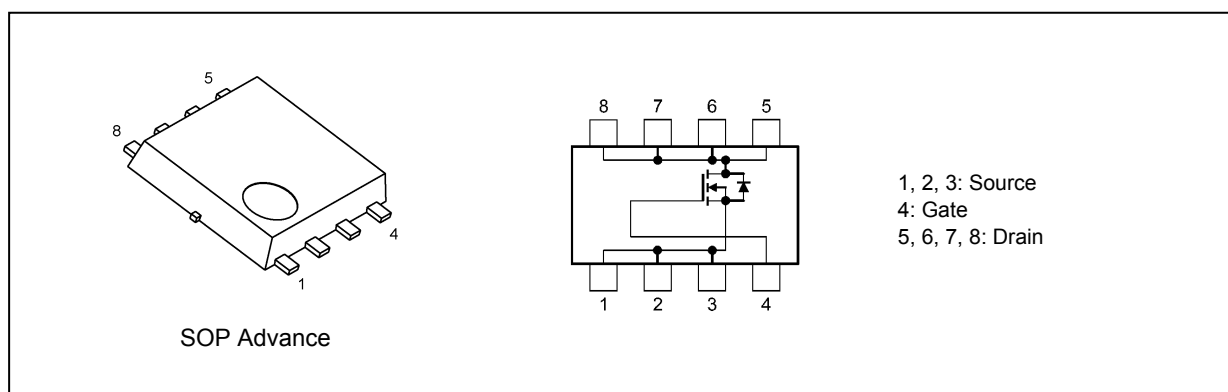 5
8
4
1
SOP Advance
8 7 6 5
1 2 3 4
1, 2, 3: Source
4: Gate
5, 6, 7, 8: Drain